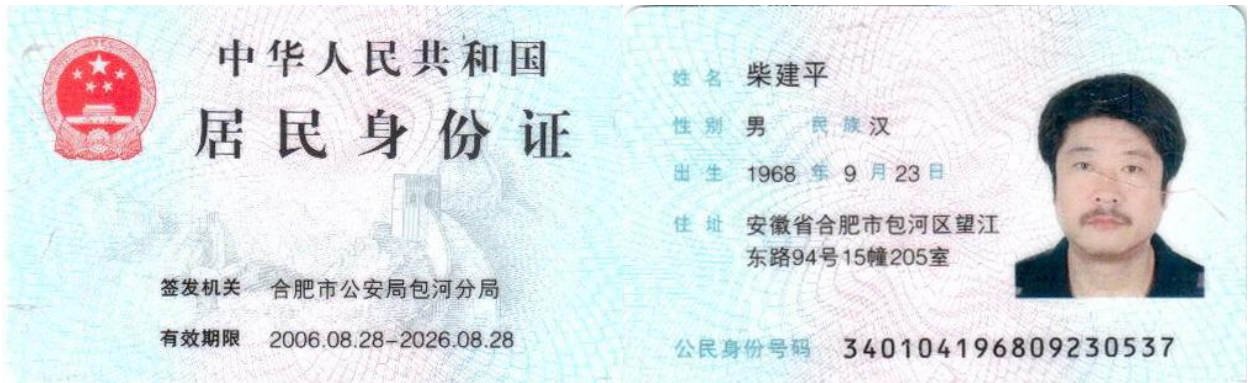 中华人民共和国
居民身份证
签发机关 合肥市公安局包河分局
有效期限 2006.08.28-2026.08.28
姓名 柴建平
性别 男 民族 汉
出生 1968 年 9 月 23 日
住址 安徽省合肥市包河区望江
东路94号15幢205室
公民身份号码 340104196809230537